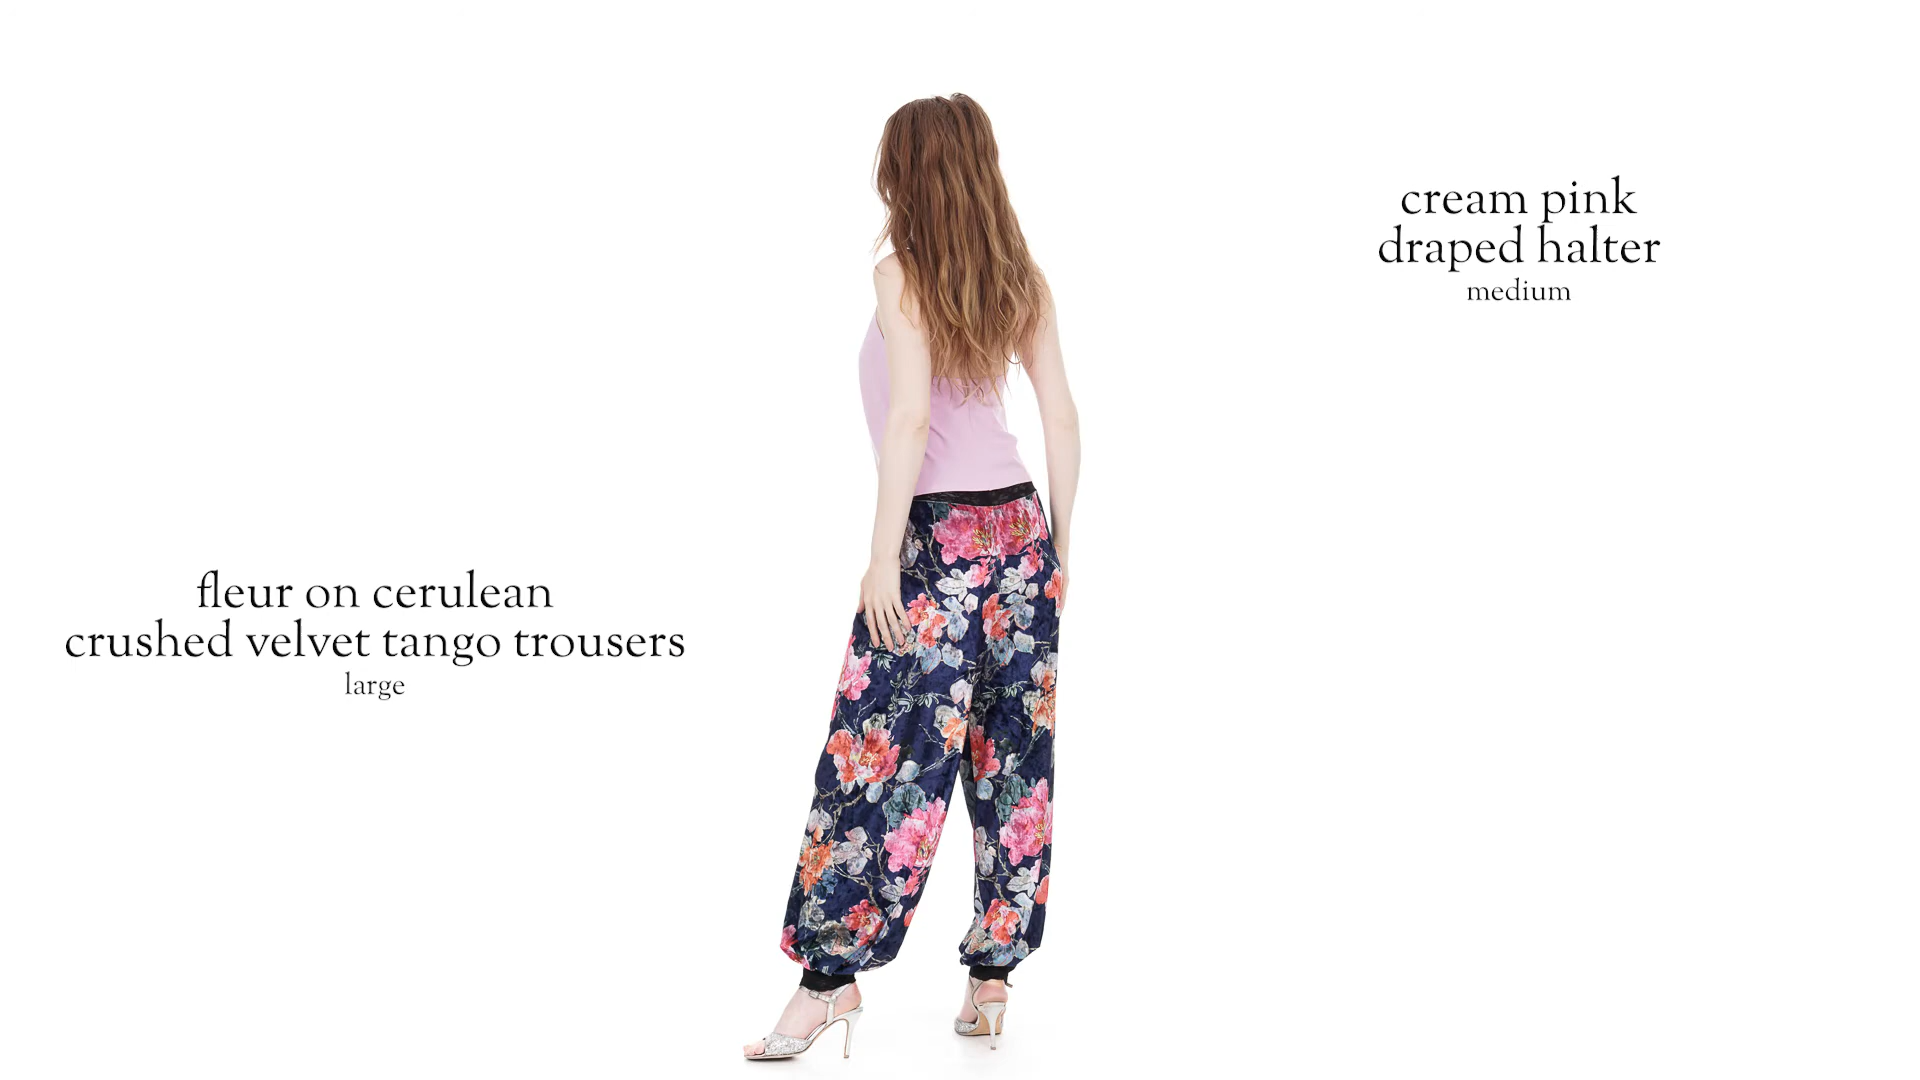 cream pink
draped halter
medium
fleur on cerulean
crushed velvet tango trousers
large